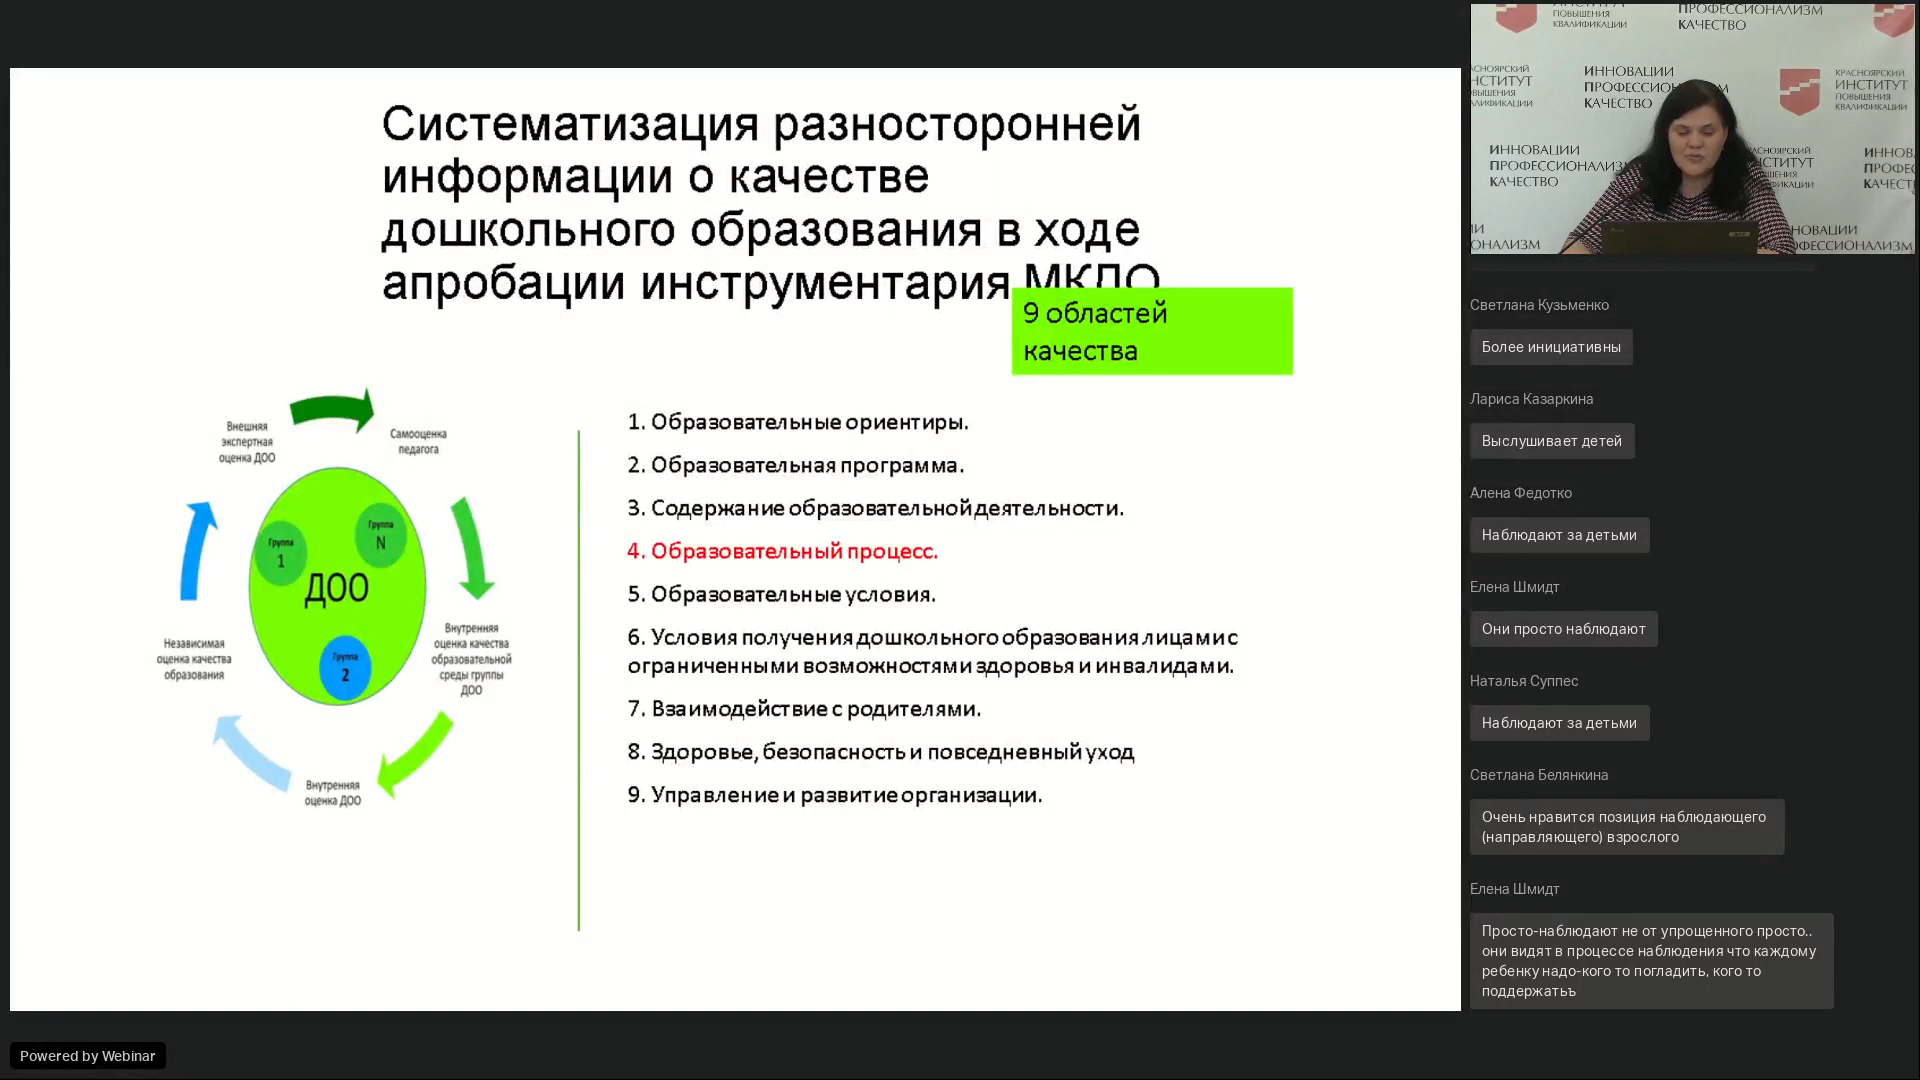 Систематизация разносторонней
информации о качестве
дошкольного образования в ходе
апробации инструментария МКДО
9 областей
качества
Внешняя
экспертная
оценка ДОО
Самооценка
педагога
Группа
1
Группа
N
ДОО
Группа
2
Независимая
оценка качества
образования
Внутренняя
оценка качества
образовательной
среды группы
ДОО
Внутренняя
оценка ДОО
1. Образовательные ориентиры.
2. Образовательная программа.
3. Содержание образовательной деятельности.
4. Образовательный процесс.
5. Образовательные условия.
6. Условия получения дошкольного образования лицами с
ограниченными возможностями здоровья и инвалидами.
7. Взаимодействие с родителями.
8. Здоровье, безопасность и повседневный уход
9. Управление и развитие организации.
ПОВЫШЕНИЯ
КВАЛИФИКАЦИИ
ПРОФЕССИОНАЛИЗМ
КАЧЕСТВО
ИННОВАЦИИ
КАЧЕСТВО
КРАСНОЯРСКИЙ
ИНСТИТУТ
ПОВЫШЕНИЯ
КВАЛИФИКАЦИИ
ИННОВАЦИИ
КАЧЕСТВО
Светлана Кузьменко
Более инициативны
Лариса Казаркина
Выслушивает детей
Алена Федотко
Наблюдают за детьми
Елена Шмидт
Они просто наблюдают
Наталья Суппес
Наблюдают за детьми
Светлана Белянкина
Очень нравится позиция наблюдающего
(направляющего) взрослого
Елена Шмидт
Просто-наблюдают не от упрощенного просто..
они видят в процессе наблюдения что каждому
ребенку надо-кого то погладить, кого то
поддержатьъ
Powered by Webinar